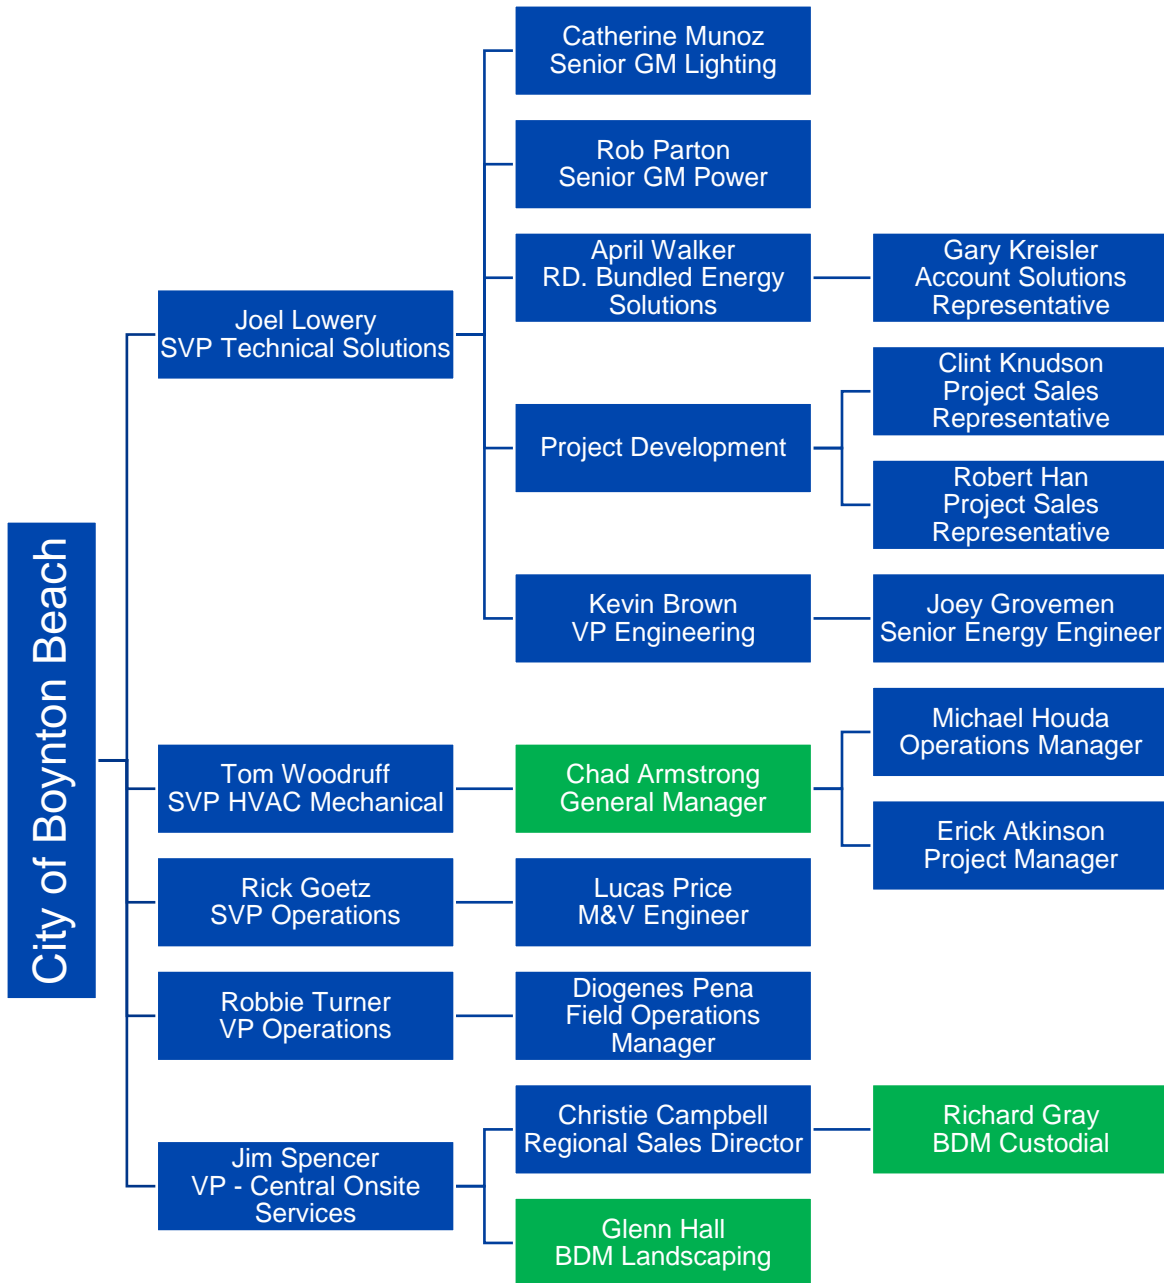 City of Boynton Beach
Joel Lowery
SVP Technical Solutions
Catherine Munoz
Senior GM Lighting
Rob Parton
Senior GM Power
April Walker
RD. Bundled Energy
Solutions
Gary Kreisler
Account Solutions
Representative
Project Development
Clint Knudson
Project Sales
Representative
Robert Han
Project Sales
Representative
Kevin Brown
VP Engineering
Joey Grovemen
Senior Energy Engineer
Tom Woodruff
SVP HVAC Mechanical
Chad Armstrong
General Manager
Michael Houda
Operations Manager
Erick Atkinson
Project Manager
Rick Goetz
SVP Operations
Lucas Price
M&V Engineer
Robbie Turner
VP Operations
Diogenes Pena
Field Operations
Manager
Jim Spencer
VP - Central Onsite
Services
Christie Campbell
Regional Sales Director
Richard Gray
BDM Custodial
Glenn Hall
BDM Landscaping